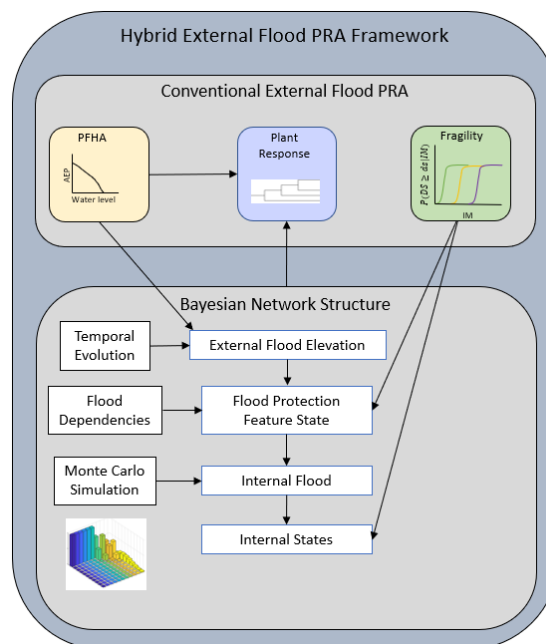 Hybrid External Flood PRA Framework
Conventional External Flood PRA
PFHA
AEP
Water level
Plant
Response
Fragility
P(DS ≥ ds|IM)
IM
Bayesian Network Structure
Temporal
Evolution
External Flood Elevation
Flood
Dependencies
Flood Protection
Feature State
Monte Carlo
Simulation
Internal Flood
Internal States